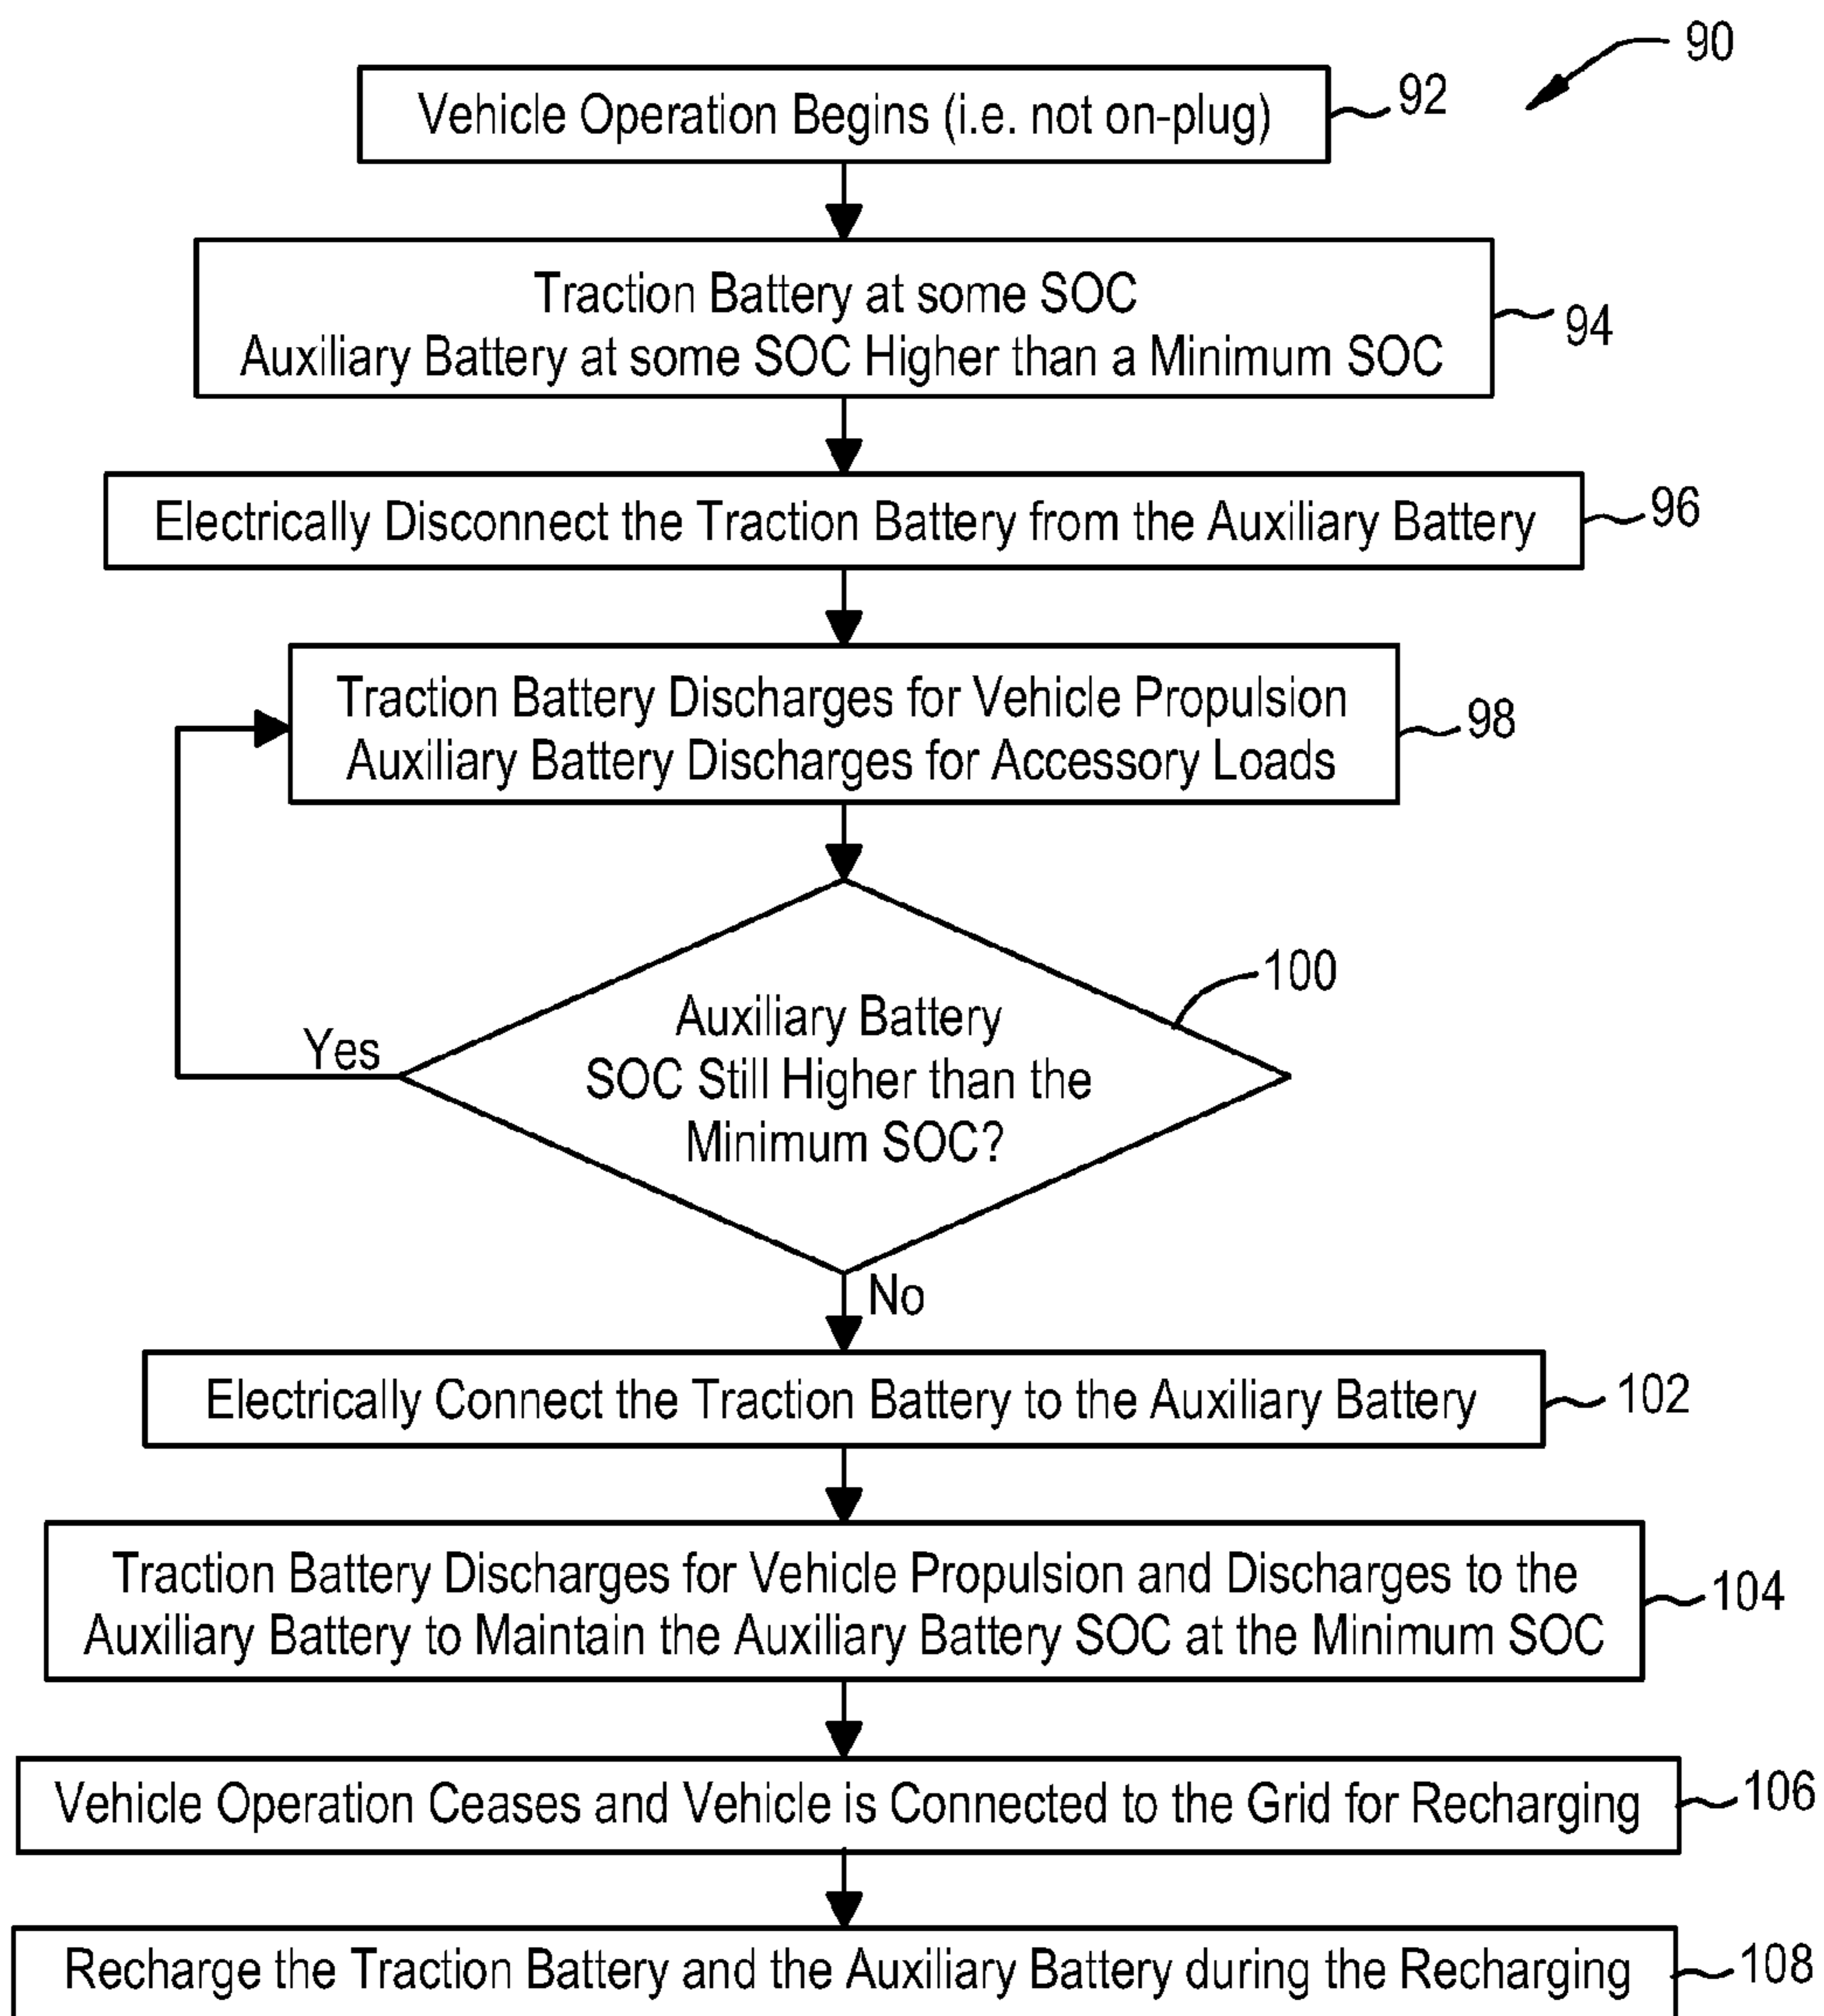 90
Vehicle Operation Begins (i.e. not on-plug)
92
Traction Battery at some SOC
Auxiliary Battery at some SOC Higher than a Minimum SOC
94
Electrically Disconnect the Traction Battery from the Auxiliary Battery
96
Traction Battery Discharges for Vehicle Propulsion
Auxiliary Battery Discharges for Accessory Loads
98
100
Auxiliary Battery
SOC Still Higher than the
Minimum SOC?
Yes
No
Electrically Connect the Traction Battery to the Auxiliary Battery
102
Traction Battery Discharges for Vehicle Propulsion and Discharges to the
Auxiliary Battery to Maintain the Auxiliary Battery SOC at the Minimum SOC
104
Vehicle Operation Ceases and Vehicle is Connected to the Grid for Recharging
106
Recharge the Traction Battery and the Auxiliary Battery during the Recharging
108